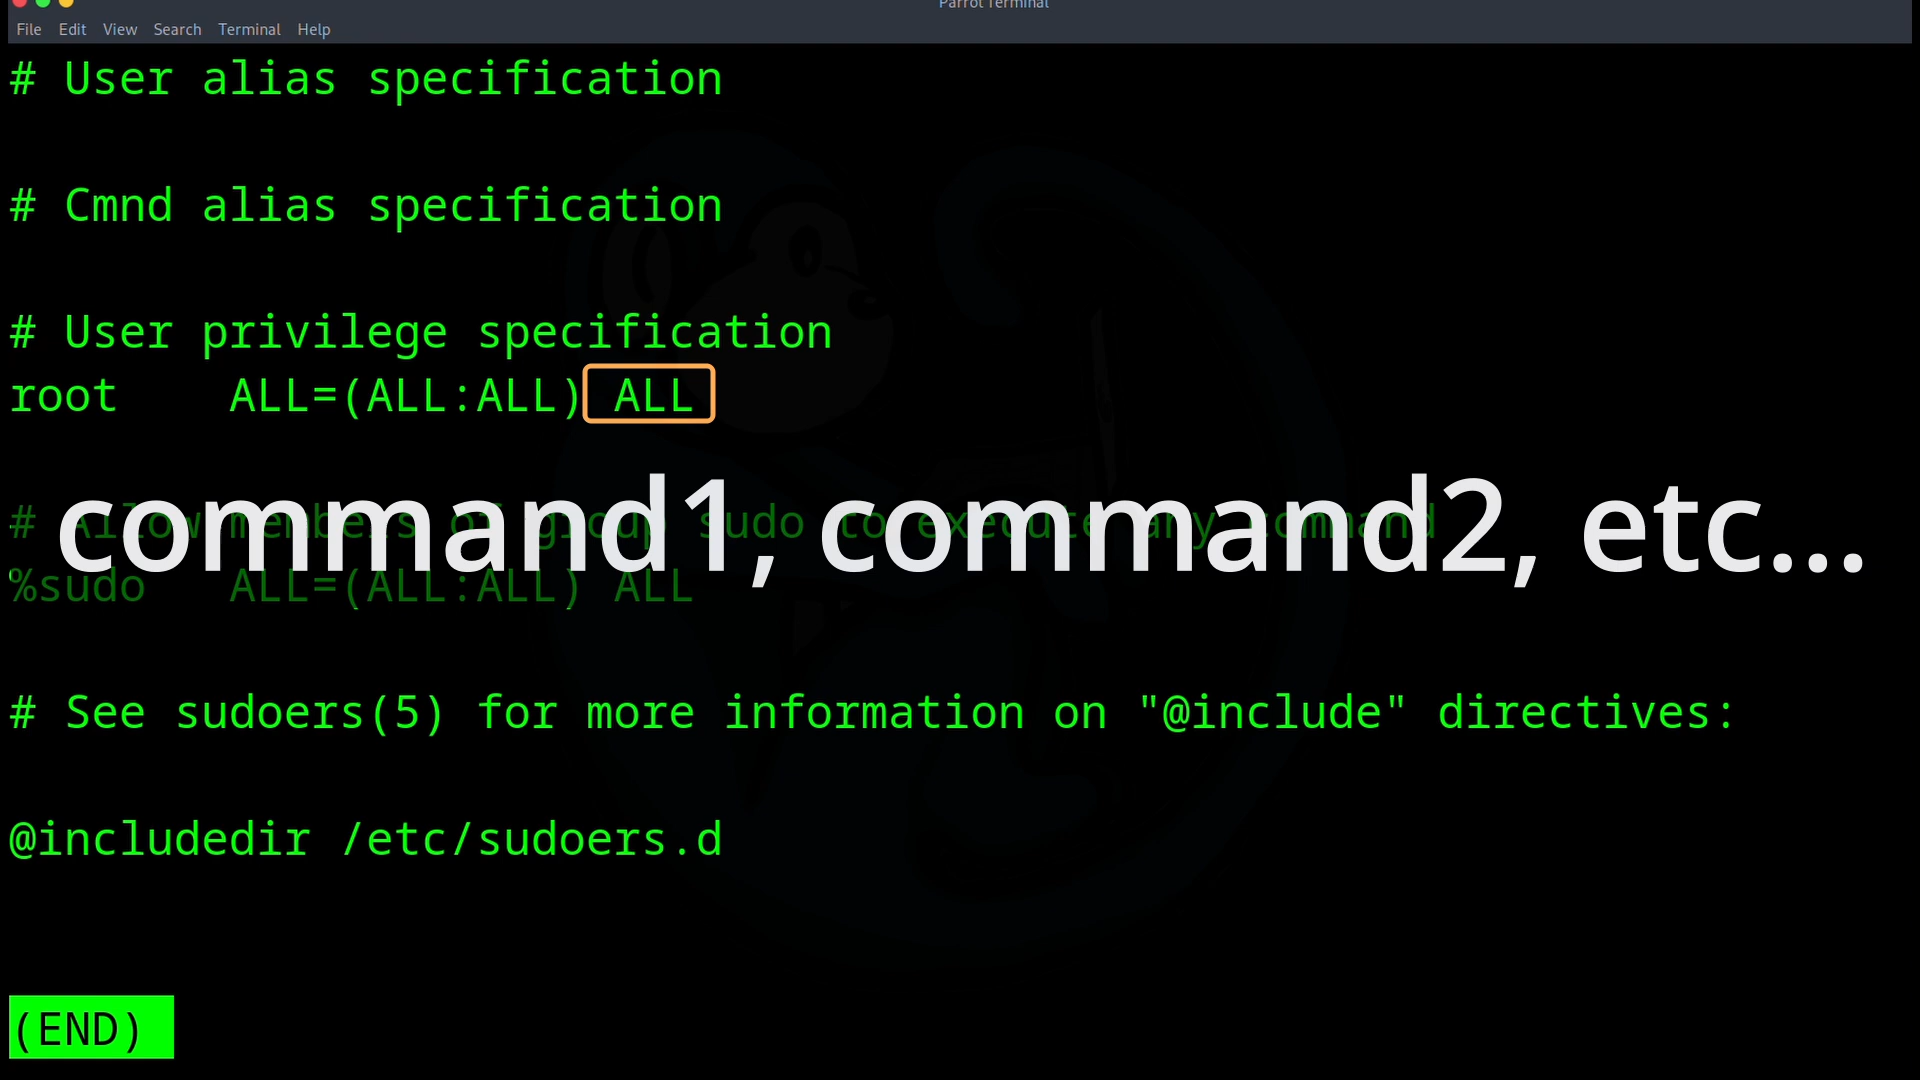 Parrot Terminal
File Edit View Search Terminal Help
# User alias specification
# Cmnd alias specification
# User privilege specification
root ALL=(ALL:ALL) ALL
# Allow members of group sudo to execute any command
command1, command2, etc...
%sudo ALL=(ALL:ALL) ALL
# See sudoers(5) for more information on "@include" directives:
@includedir /etc/sudoers.d
(END)